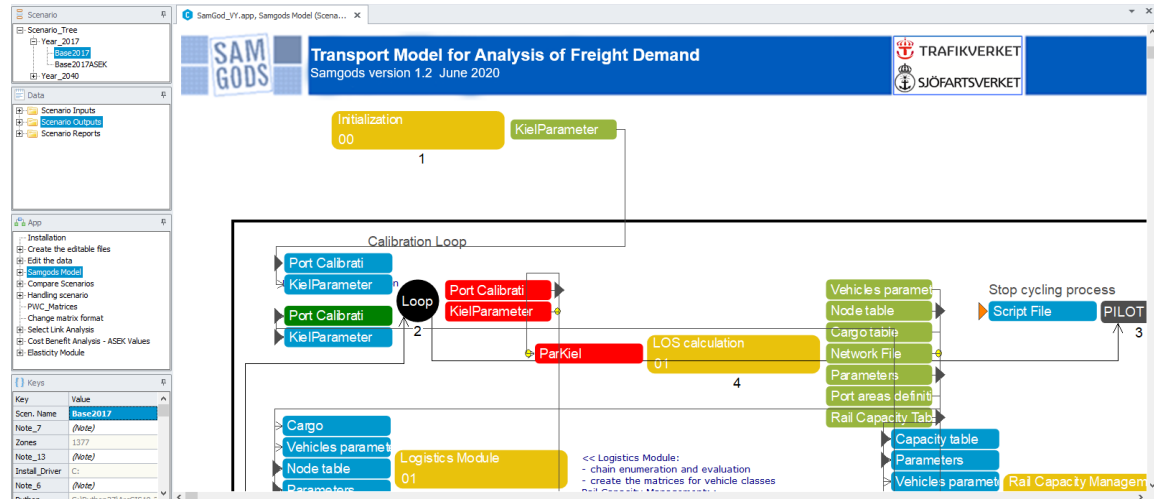 Scenario
Scenario_Tree
Year_2017
Base2017
Base2017ASEK
Year_2040
Data
Scenario Inputs
Scenario Outputs
Scenario Reports
App
Installation
Create the editable files
Edit the data
Samgods Model
Compare Scenarios
Handling scenario
PWC_Matrices
Change matrix format
Select Link Analysis
Cost Benefit Analysis - ASEK Values
Elasticity Module
Keys
Key Value
Scen. Name Base2017
Note_7 (Note)
Zones 1377
Note_13 (Note)
Install_Driver C:
Note_6 (Note)
SamGod_VY.app, Samgods Model (Scena...
SAM
GODS
Transport Model for Analysis of Freight Demand
Samgods version 1.2 June 2020
TRAFIKVERKET
SJÖFARTSVERKET
Initialization
00
1
KielParameter
Calibration Loop
Port Calibrati
KielParameter
Port Calibrati
KielParameter
Loop
2
Port Calibrati
KielParameter
ParKiel
LOS calculation
01
4
Vehicles paramet
Node table
Cargo table
Network File
Parameters
Port areas definiti
Rail Capacity Tab
Stop cycling process
Script File
PILOT
3
Cargo
Vehicles paramet
Node table
Parameters
Logistics Module
01
<< Logistics Module:
- chain enumeration and evaluation
- create the matrices for vehicle classes
Rail Capacity Management:
Capacity table
Parameters
Vehicles paramet
Rail Capacity Managem